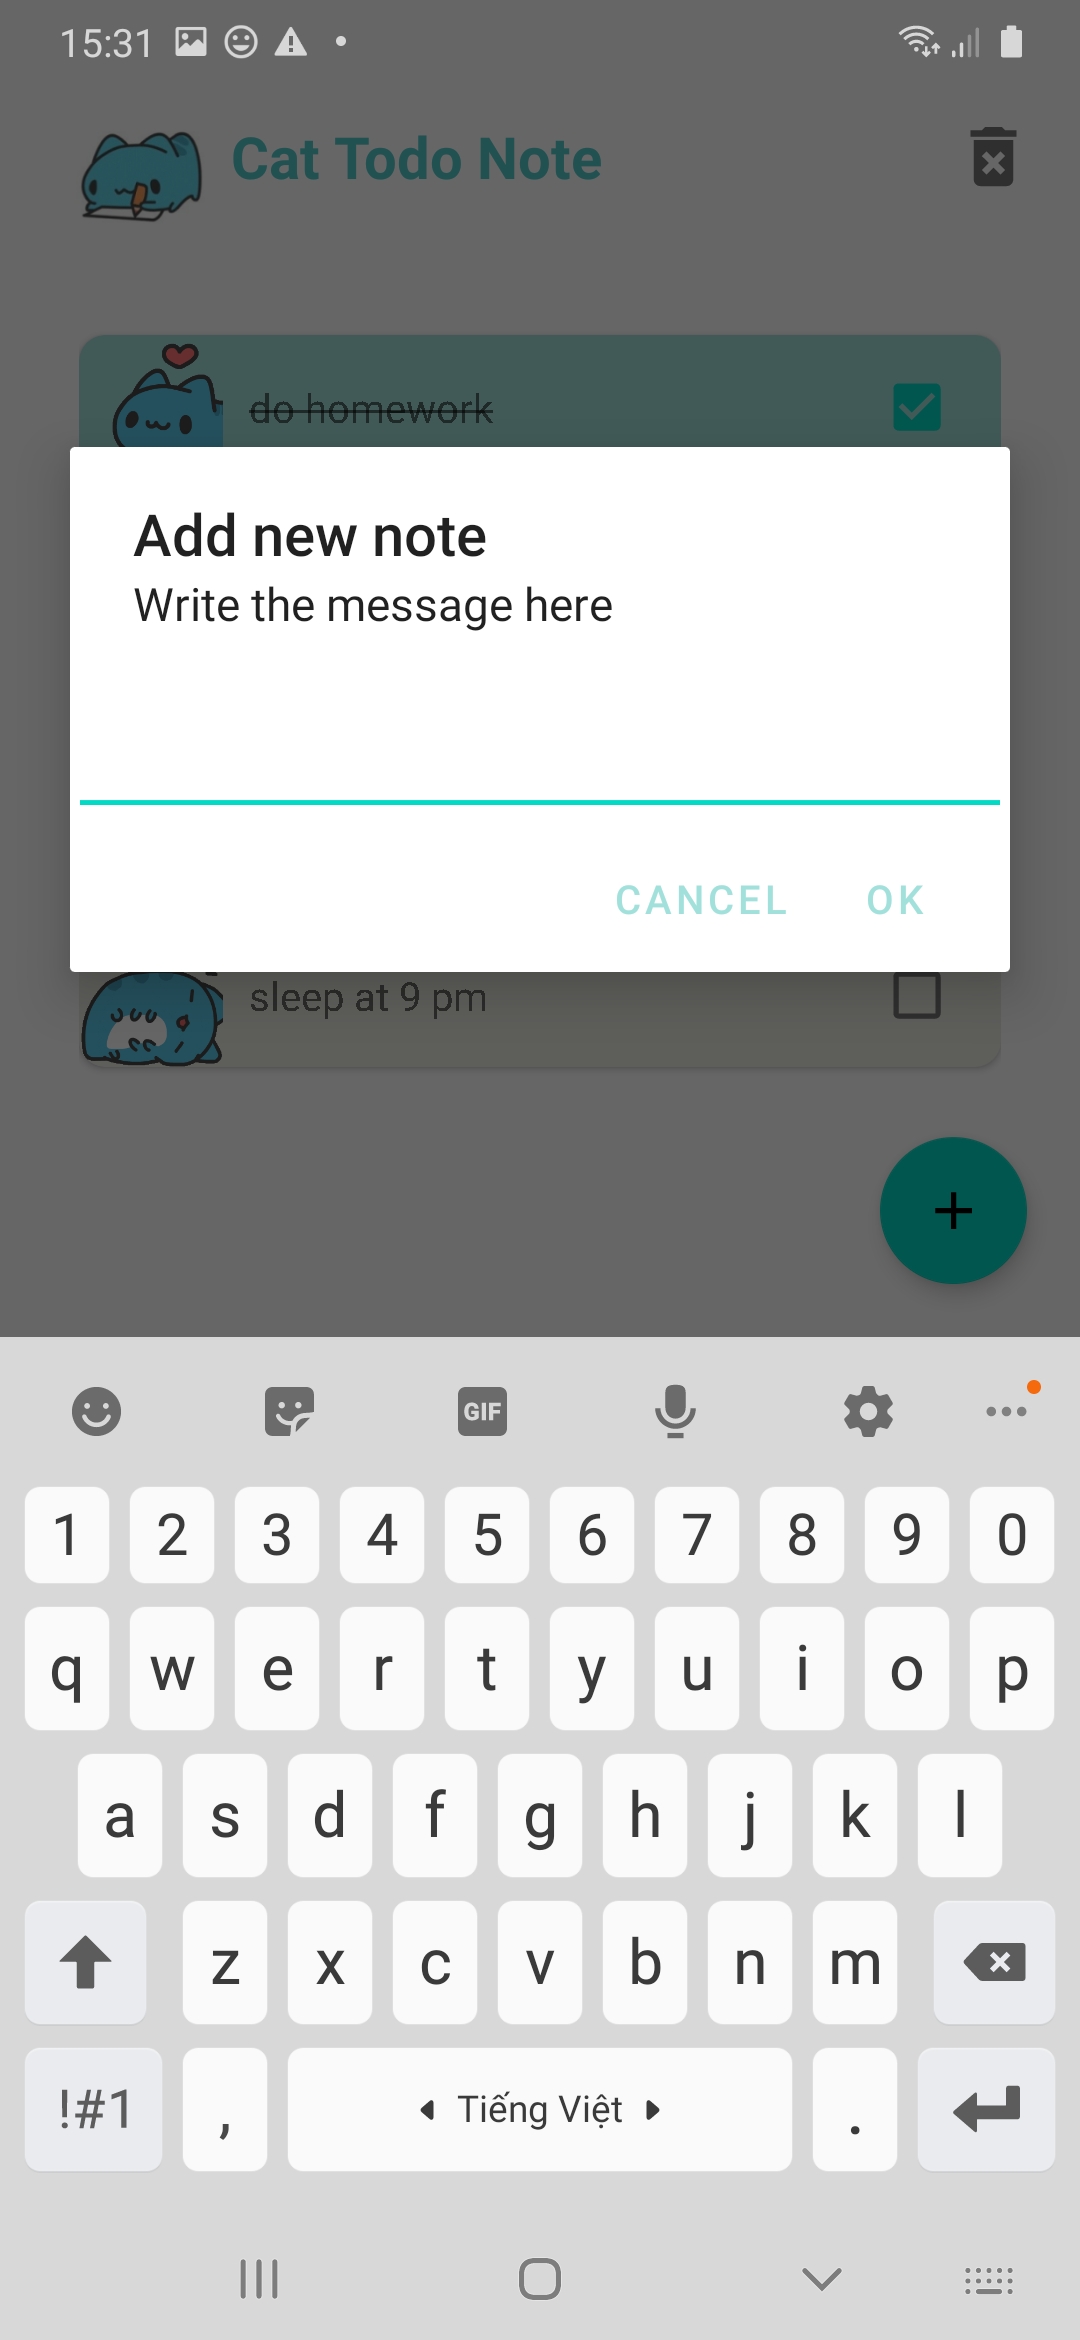 15:31
Cat Todo Note
do homework
Add new note
Write the message here
CANCEL OK
sleep at 9 pm
GIF
1 2 3 4 5 6 7 8 9 0
q w e r t y u i o p
a s d f g h j k l
z x c v b n m
!#1 , Tiếng Việt .